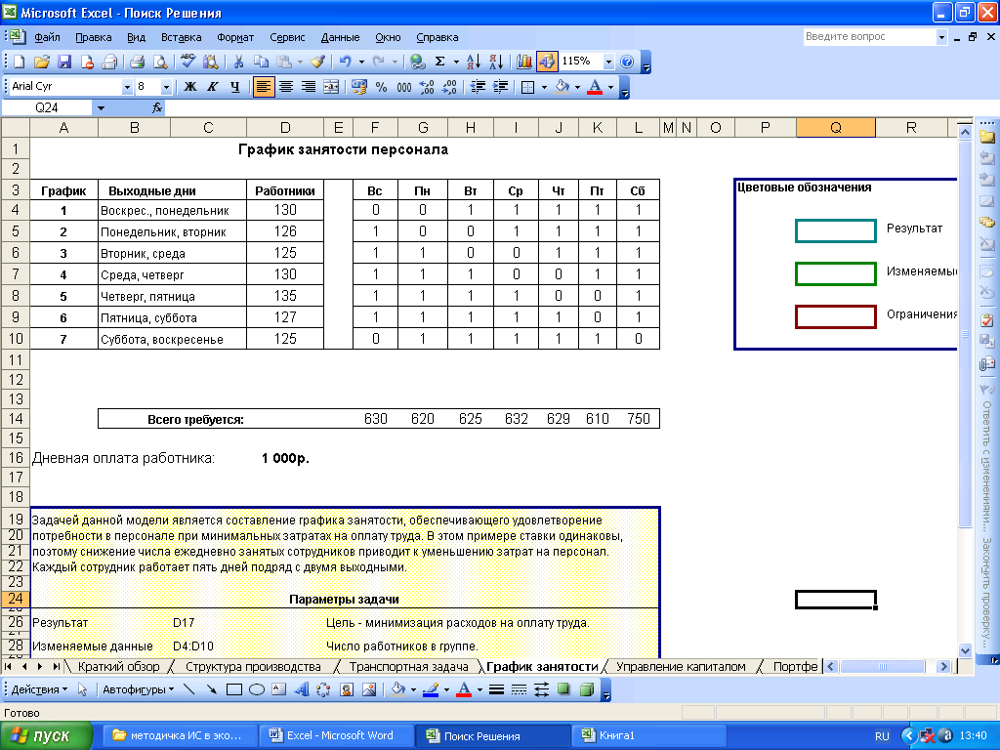 Microsoft Excel - Поиск Решения
Файл Правка Вид Вставка Формат Сервис Данные Окно Справка Введите вопрос
115%
Arial Cyr 8 Ж К Ч % 000
Q24 fx
A B C D E F G H I J K L M N O P Q R
1 График занятости персонала
2
3 График Выходные дни Работники Вс Пн Вт Ср Чт Пт Сб Цветовые обозначения
4 1 Воскрес., понедельник 130 0 0 1 1 1 1 1
5 2 Понедельник, вторник 126 1 0 0 1 1 1 1 Результат
6 3 Вторник, среда 125 1 1 0 0 1 1 1
7 4 Среда, четверг 130 1 1 1 0 0 1 1 Изменяемы
8 5 Четверг, пятница 135 1 1 1 1 0 0 1
9 6 Пятница, суббота 127 1 1 1 1 1 0 1 Ограничения
10 7 Суббота, воскресенье 125 0 1 1 1 1 1 0
11
12
13
14 Всего требуется: 630 620 625 632 629 610 750
15
16 Дневная оплата работника: 1 000р.
17
18
19 Задачей данной модели является составление графика занятости, обеспечивающего удовлетворение
20 потребности в персонале при минимальных затратах на оплату труда. В этом примере ставки одинаковы,
21 поэтому снижение числа ежедневно занятых сотрудников приводит к уменьшению затрат на персонал.
22 Каждый сотрудник работает пять дней подряд с двумя выходными.
23
24 Параметры задачи
26 Результат D17 Цель - минимизация расходов на оплату труда.
28 Изменяемые данные D4:D10 Число работников в группе.
Ответить с изменениями... Закончить проверку...
Краткий обзор Структура производства Транспортная задача График занятости Управление капиталом Портфе
Действия Автофигуры
Готово
пуск методичка ИС в эко... Excel - Microsoft Word Поиск Решения Книга1 RU 13:40